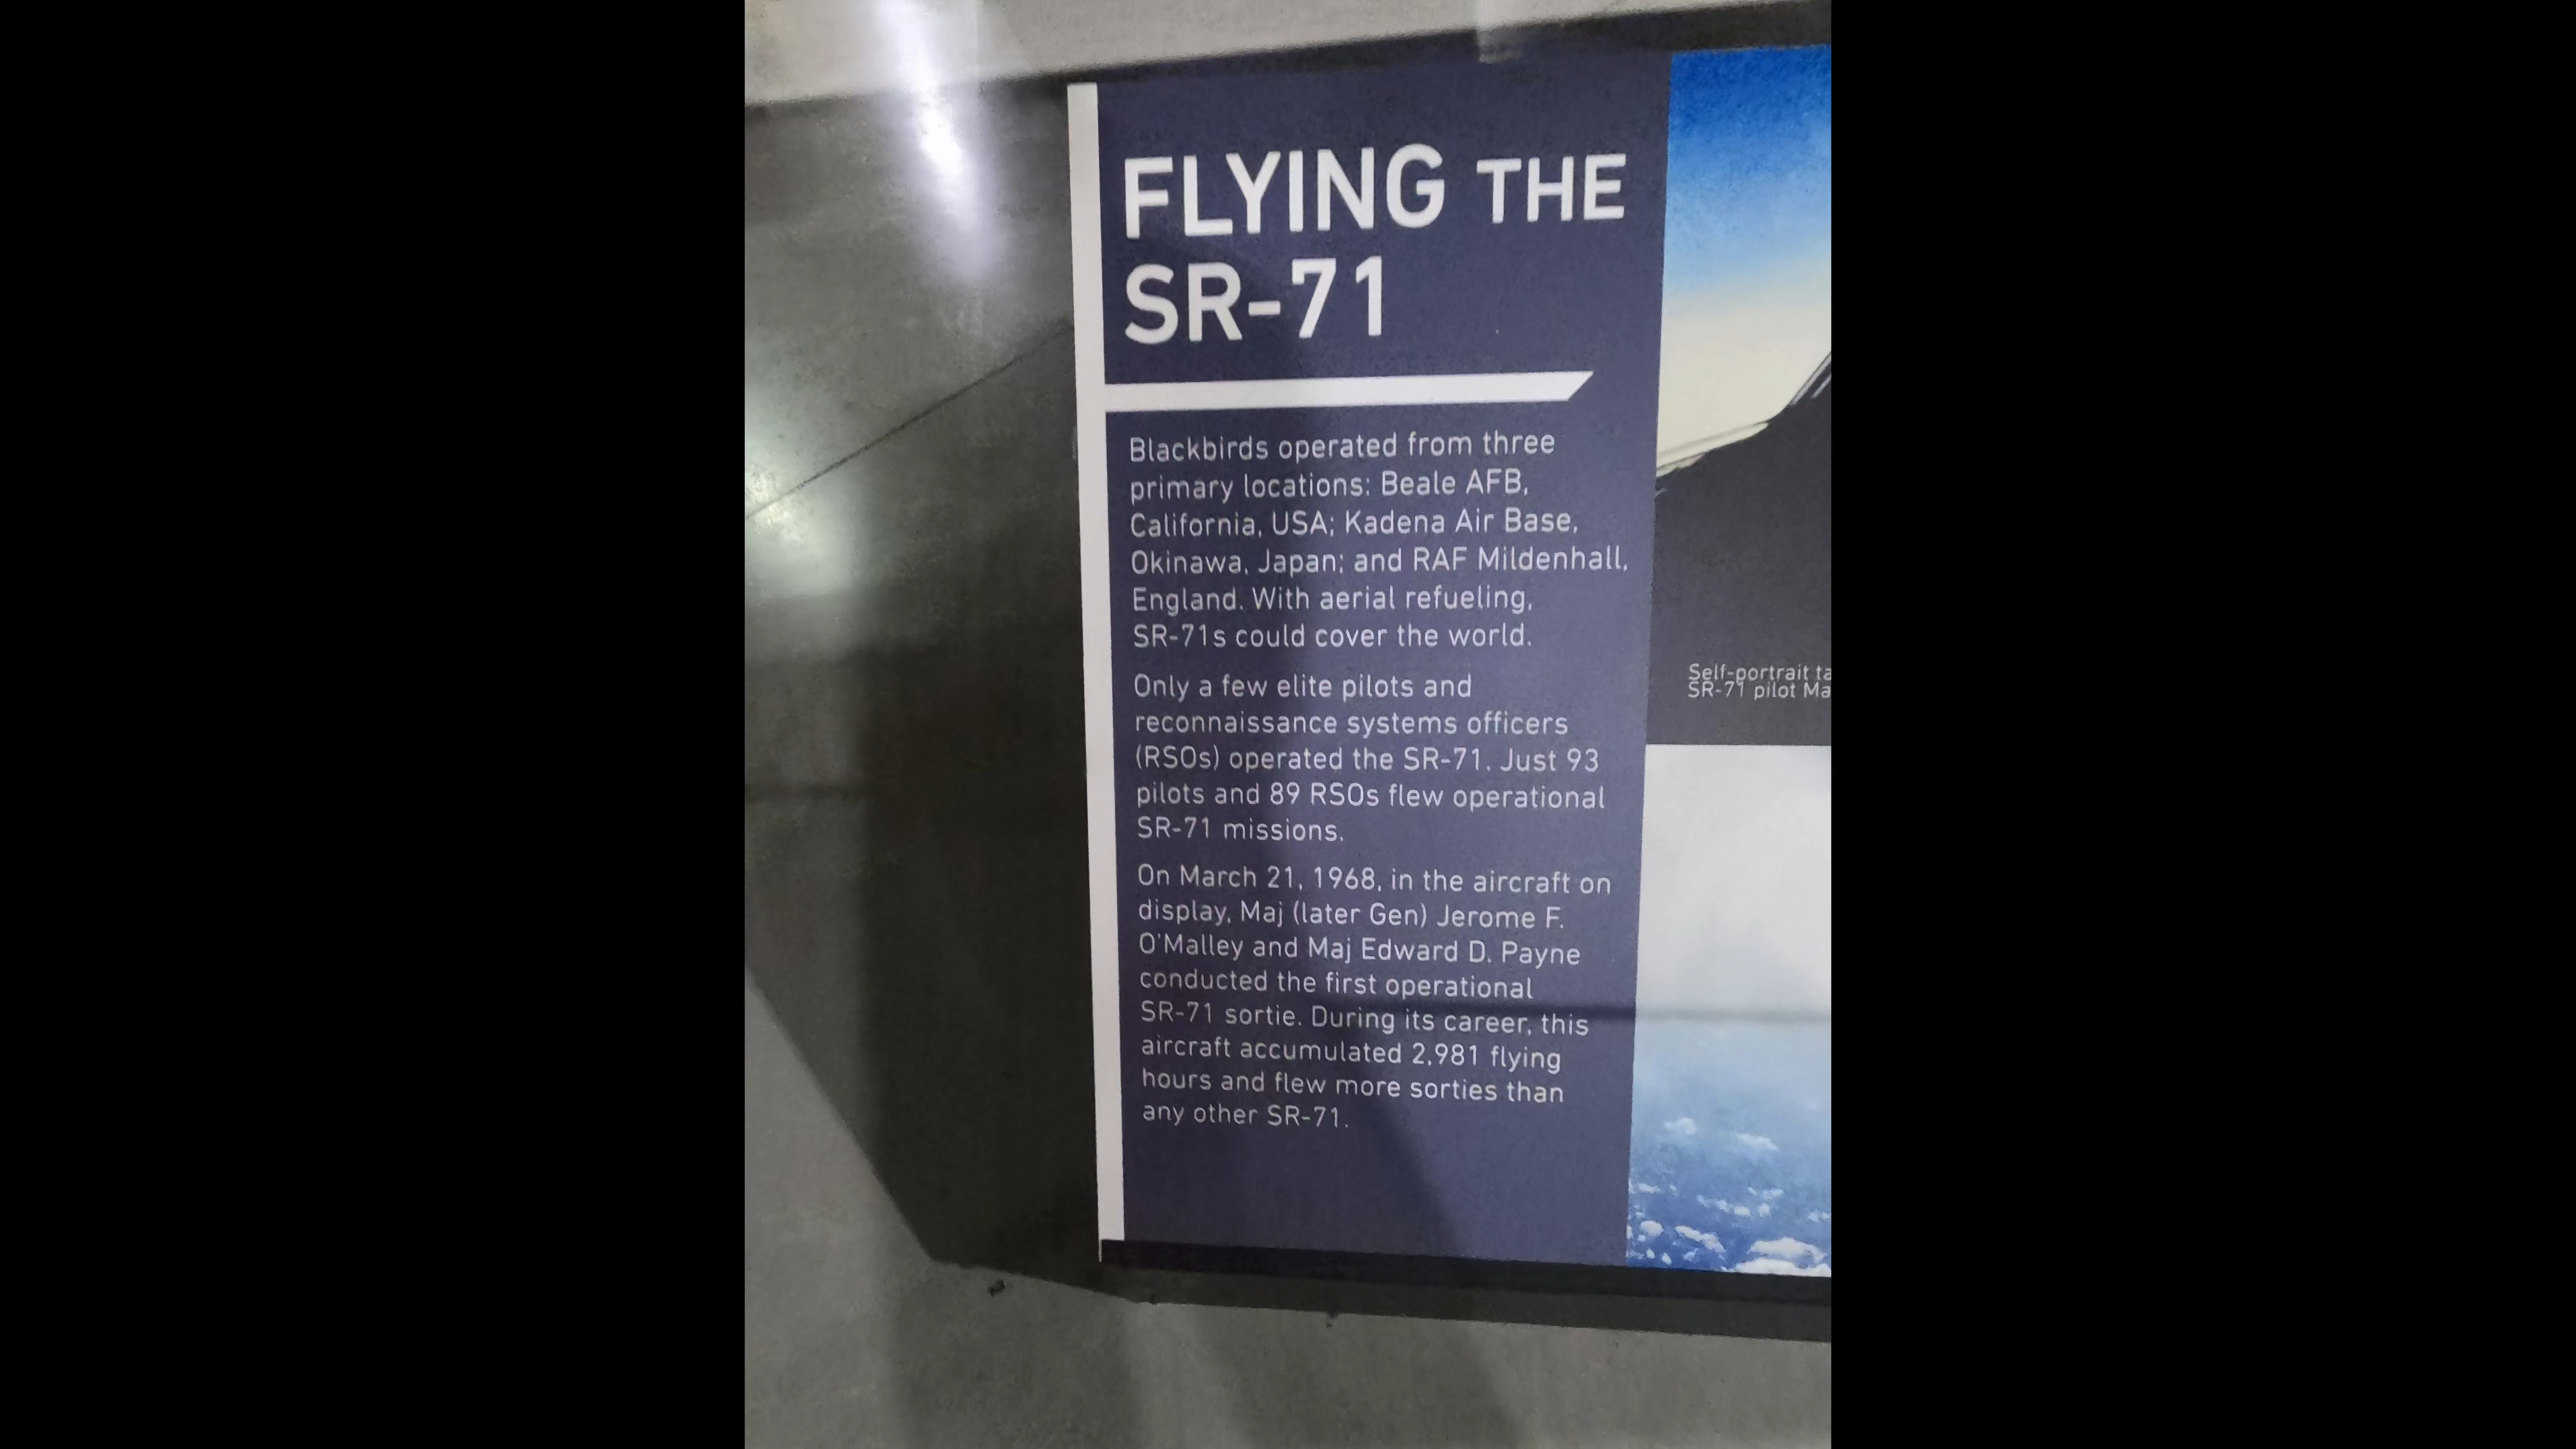 FLYING THE
SR-71
Blackbirds operated from three
primary locations: Beale AFB,
California, USA; Kadena Air Base,
Okinawa, Japan; and RAF Mildenhall,
England. With aerial refueling,
SR-71s could cover the world.
Only a few elite pilots and
reconnaissance systems officers
(RSOs) operated the SR-71. Just 93
pilots and 89 RSOs flew operational
SR-71 missions.
On March 21, 1968, in the aircraft on
display, Maj (later Gen) Jerome F.
O'Malley and Maj Edward D. Payne
conducted the first operational
SR-71 sortie. During its career, this
aircraft accumulated 2,981 flying
hours and flew more sorties than
any other SR-71.
Self-portrait ta
SR-71 pilot Ma